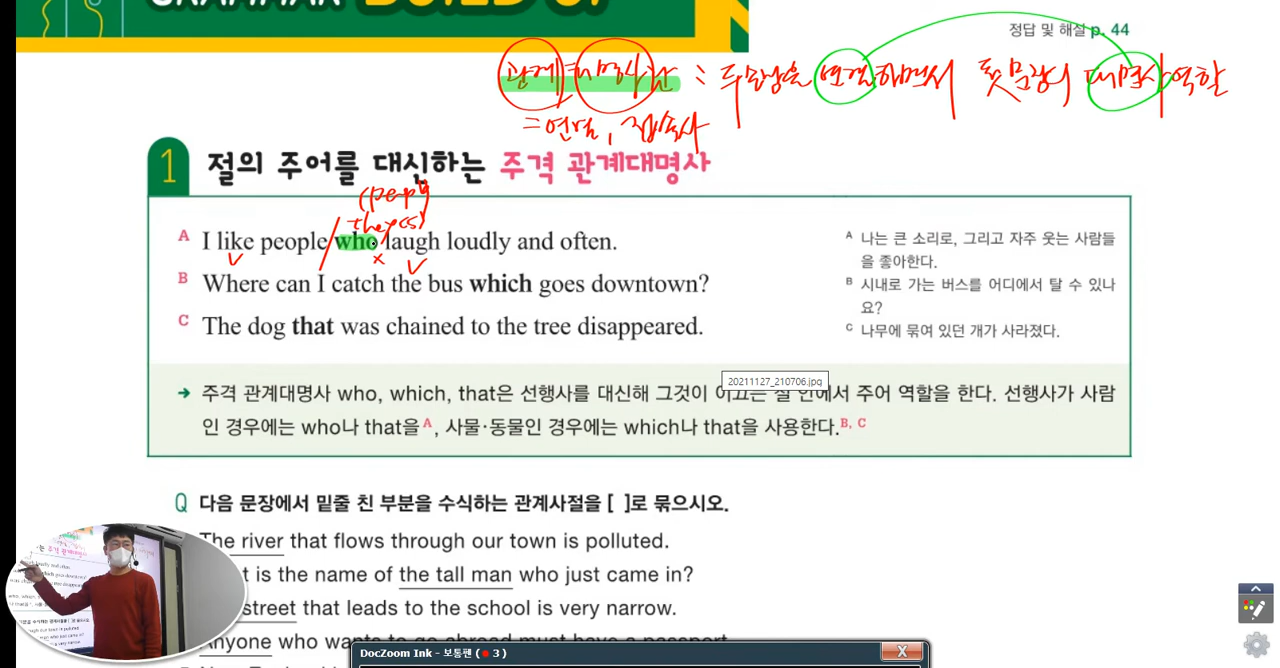 GRAMMAR BUILD UP
정답 및 해설 p. 44
관계대명사란 : 두 문장을 연결하면서 뒷문장의 대명사 역할
=연결, 접속사
1 절의 주어를 대신하는 주격 관계대명사
they(s)
A I like people who laugh loudly and often.
A 나는 큰 소리로, 그리고 자주 웃는 사람들
을 좋아한다.
B Where can I catch the bus which goes downtown?
B 시내로 가는 버스를 어디에서 탈 수 있나
요?
C The dog that was chained to the tree disappeared.
C 나무에 묶여 있던 개가 사라졌다.
20211127_210706.jpq
→ 주격 관계대명사 who, which, that은 선행사를 대신해 그것이 이끄는 절 안에서 주어 역할을 한다. 선행사가 사람
인 경우에는 who나 that을A, 사물·동물인 경우에는 which나 that을 사용한다.B, C
Q 다음 문장에서 밑줄 친 부분을 수식하는 관계사절을 [ ]로 묶으시오.
The river that flows through our town is polluted.
is the name of the tall man who just came in?
street that leads to the school is very narrow.
Anyone who wants to go abroad must have a passport.
DocZoom Ink - 보통펜 ( 3 )
X